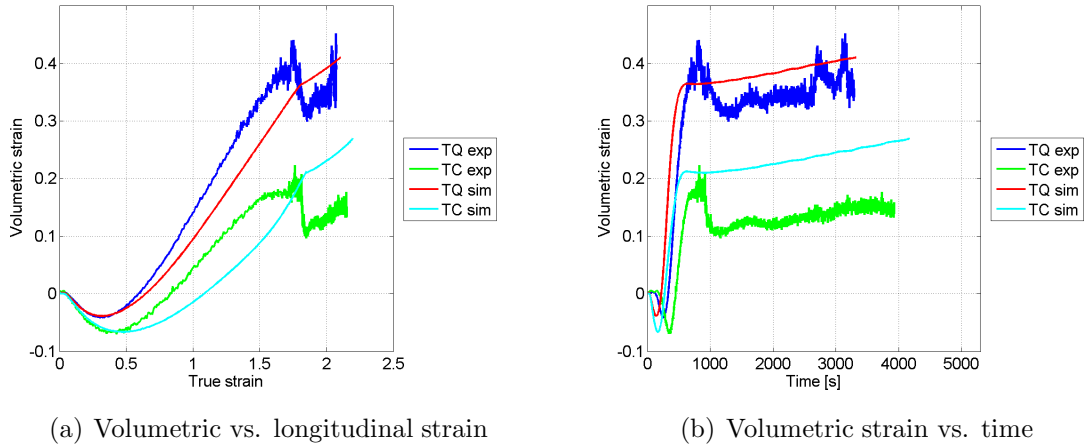 0.4
0.3
0.2
0.1
0
-0.1
Volumetric strain
0 0.5 1 1.5 2 2.5
True strain
TQ exp
TC exp
TQ sim
TC sim
(a) Volumetric vs. longitudinal strain
0.4
0.3
0.2
0.1
0
-0.1
Volumetric strain
0 1000 2000 3000 4000 5000
Time [s]
TQ exp
TC exp
TQ sim
TC sim
(b) Volumetric strain vs. time